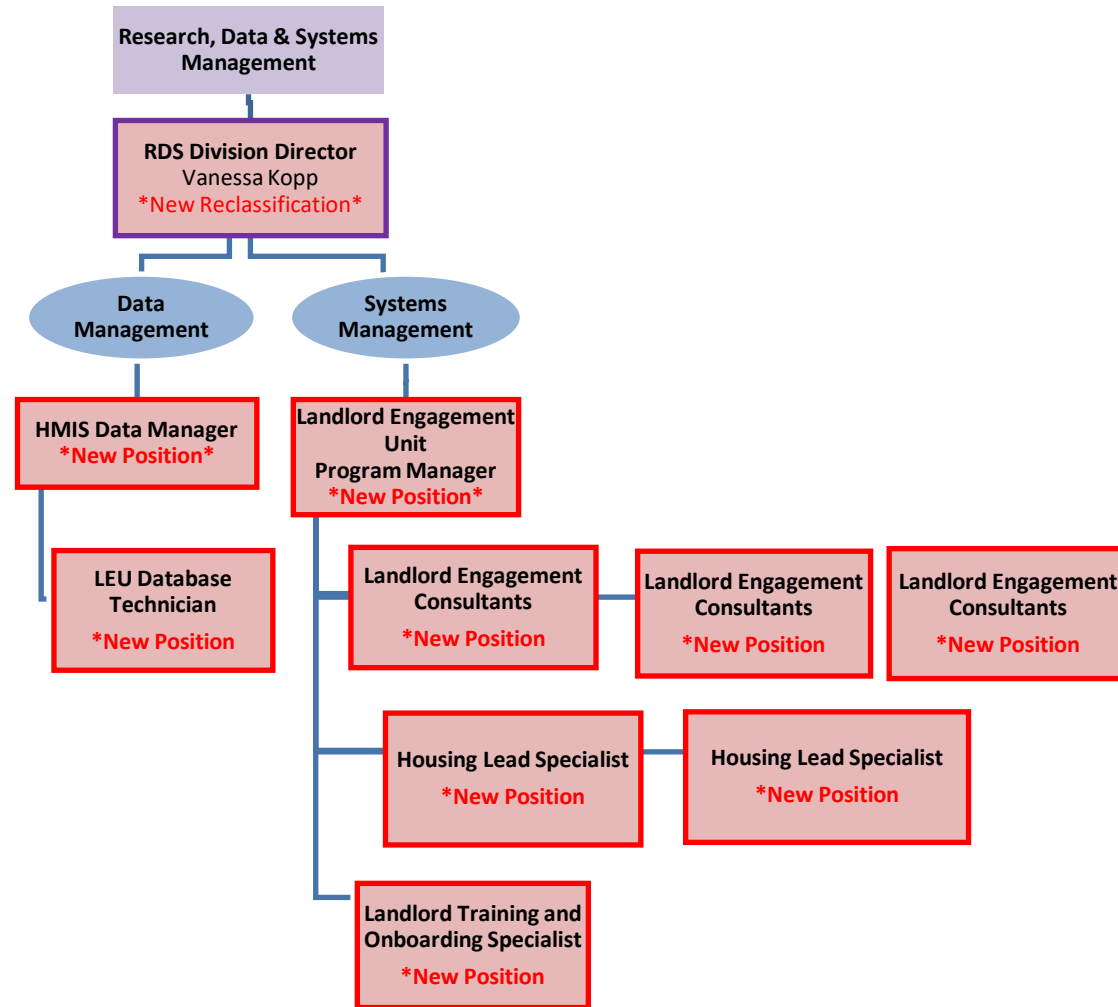 Research, Data & Systems
Management
RDS Division Director
Vanessa Kopp
*New Reclassification*
Data
Management
Systems
Management
HMIS Data Manager
*New Position*
Landlord Engagement
Unit
Program Manager
*New Position*
LEU Database
Technician
*New Position
Landlord Engagement
Consultants
*New Position
Landlord Engagement
Consultants
*New Position
Landlord Engagement
Consultants
*New Position
Housing Lead Specialist
*New Position
Housing Lead Specialist
*New Position
Landlord Training and
Onboarding Specialist
*New Position